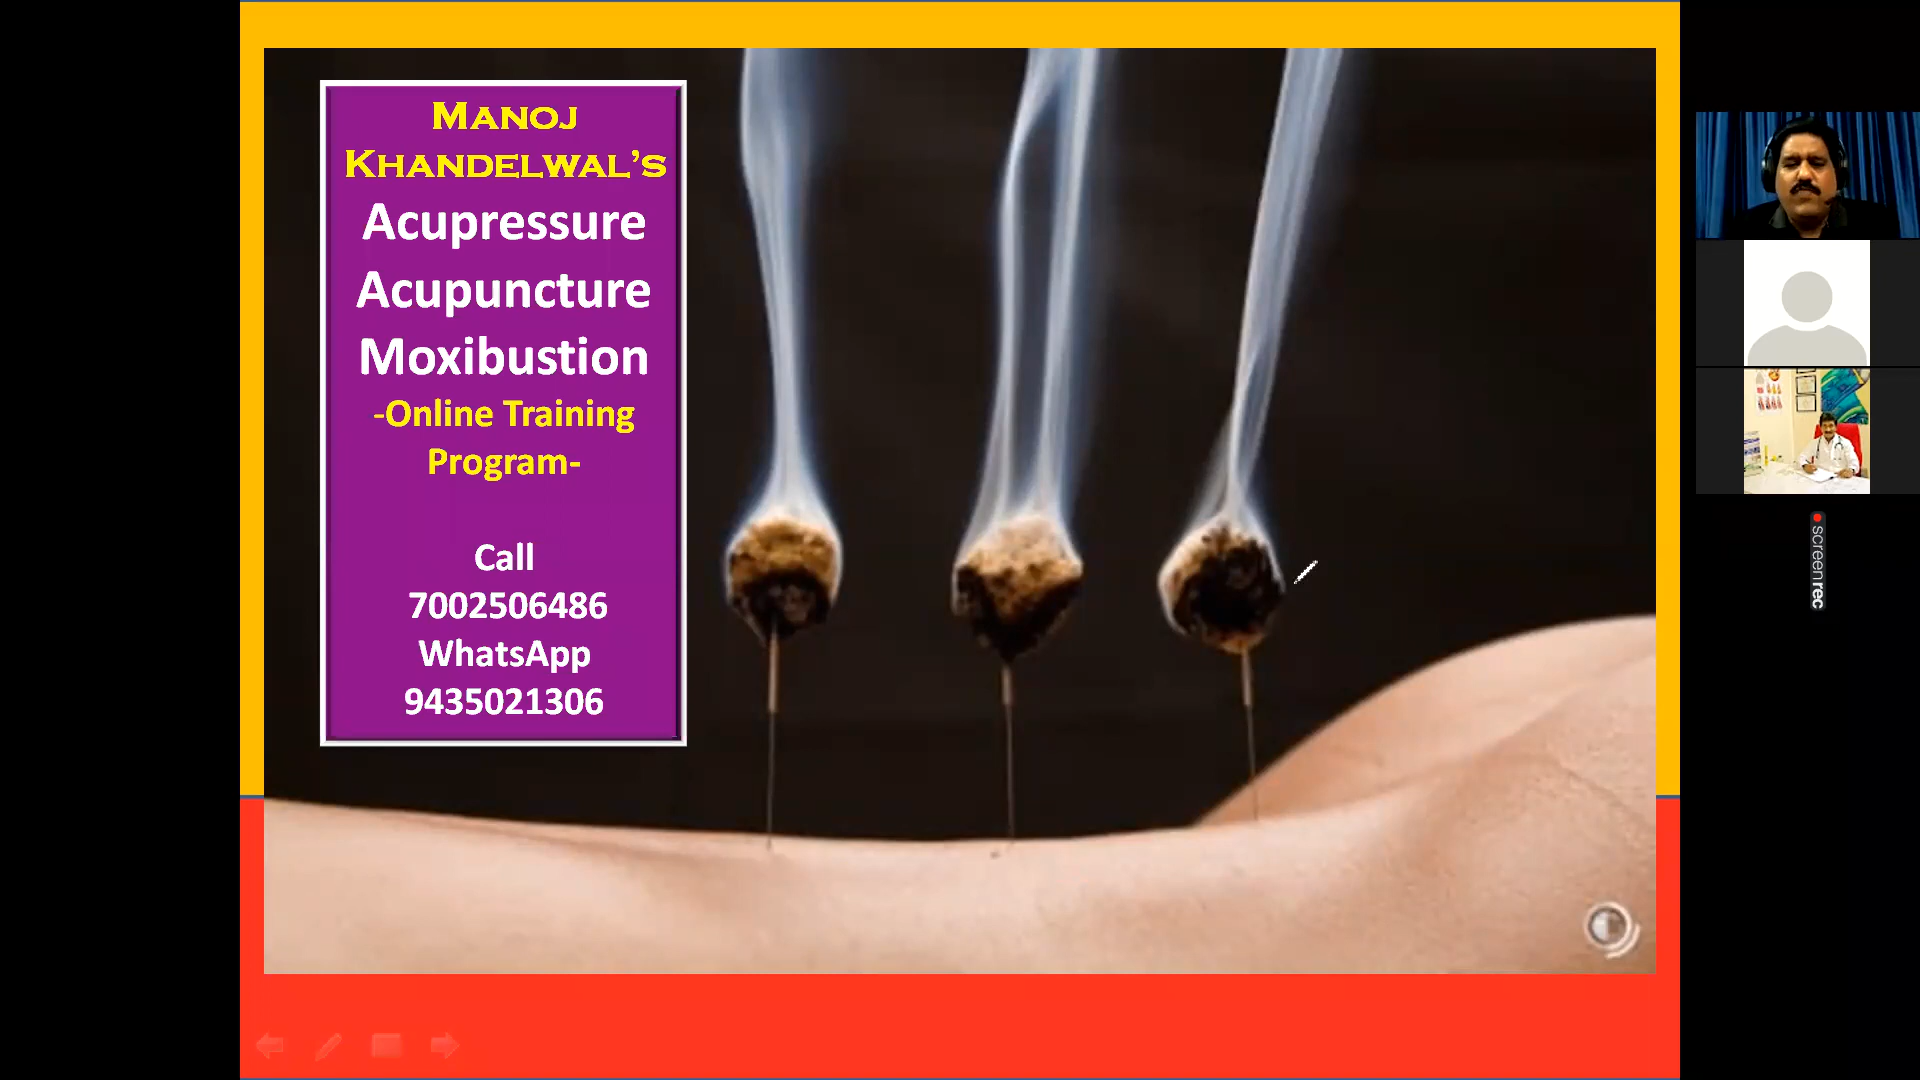 MANOJ
KHANDELWAL'S
Acupressure
Acupuncture
Moxibustion
-Online Training
Program-
Call
7002506486
WhatsApp
9435021306
screenrec